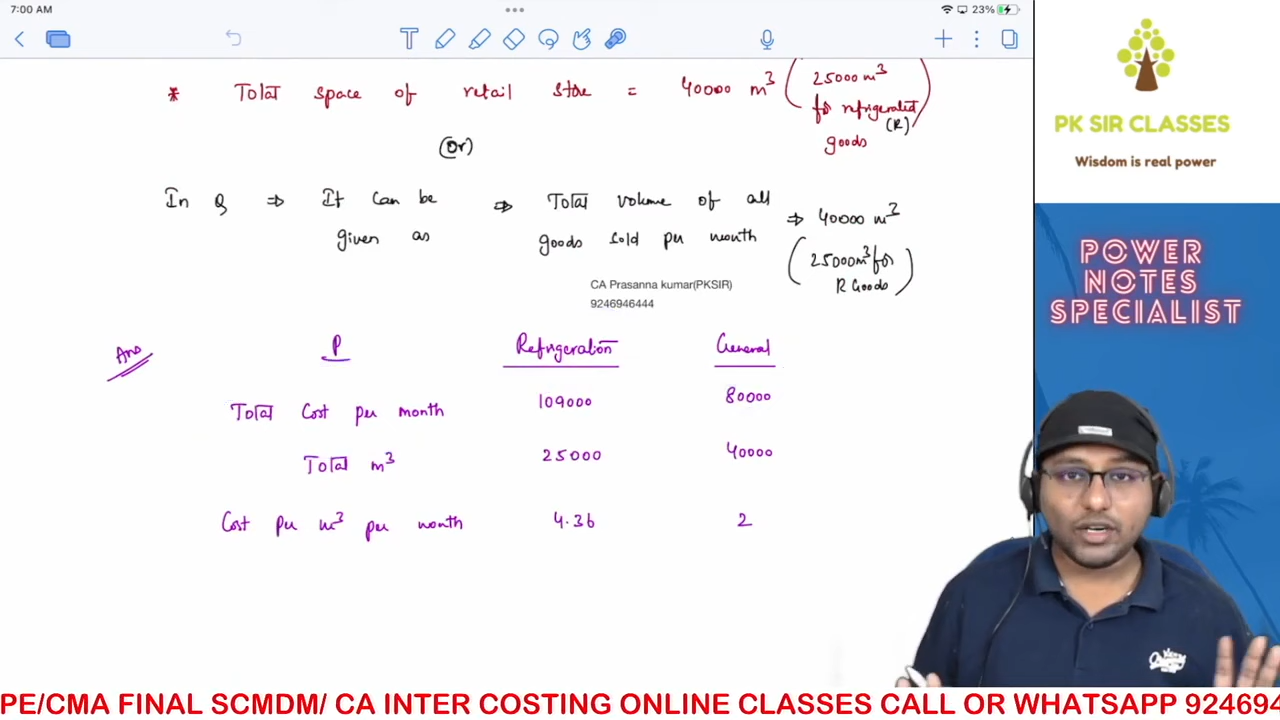 7:00 AM
23%
* Total space of retail store = 40000 m³ (25000 m³
for refrigerated
(R)
goods
(Or)
In Q ⇒ It can be ⇒ Total volume of all ⇒ 40000 m³
given as goods sold per month
(25000m³ for
R Goods)
CA Prasanna kumar(PKSIR)
9246946444
Ans
P Refrigeration General
Total Cost per month 109000 80000
Total m³ 25000 40000
Cost per m³ per month 4.36 2
PK SIR CLASSES
Wisdom is real power
POWER
NOTES
SPECIALIST
PE/CMA FINAL SCMDM/ CA INTER COSTING ONLINE CLASSES CALL OR WHATSAPP 924694